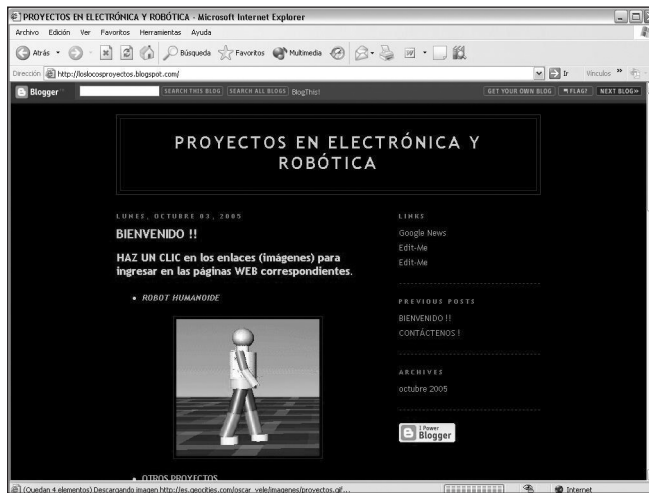 PROYECTOS EN ELECTRÓNICA Y ROBÓTICA - Microsoft Internet Explorer
Archivo Edición Ver Favoritos Herramientas Ayuda
Atrás Búsqueda Favoritos Multimedia
Dirección http://loslocosproyectos.blogspot.com/ Ir Vínculos »
Blogger SEARCH THIS BLOG SEARCH ALL BLOGS BlogThis! GET YOUR OWN BLOG FLAG? NEXT BLOG»
PROYECTOS EN ELECTRÓNICA Y
ROBÓTICA
LUNES, OCTUBRE 03, 2005
BIENVENIDO !!
HAZ UN CLIC en los enlaces (imágenes) para
ingresar en las páginas WEB correspondientes.
• ROBOT HUMANOIDE
• OTROS PROYECTOS
LINKS
Google News
Edit-Me
Edit-Me
PREVIOUS POSTS
BIENVENIDO !!
CONTÁCTENOS !
ARCHIVES
octubre 2005
I Power
Blogger
(Quedan 4 elementos) Descargando imagen http://es.geocities.com/oscar_vele/imagenes/proyectos.gif... Internet